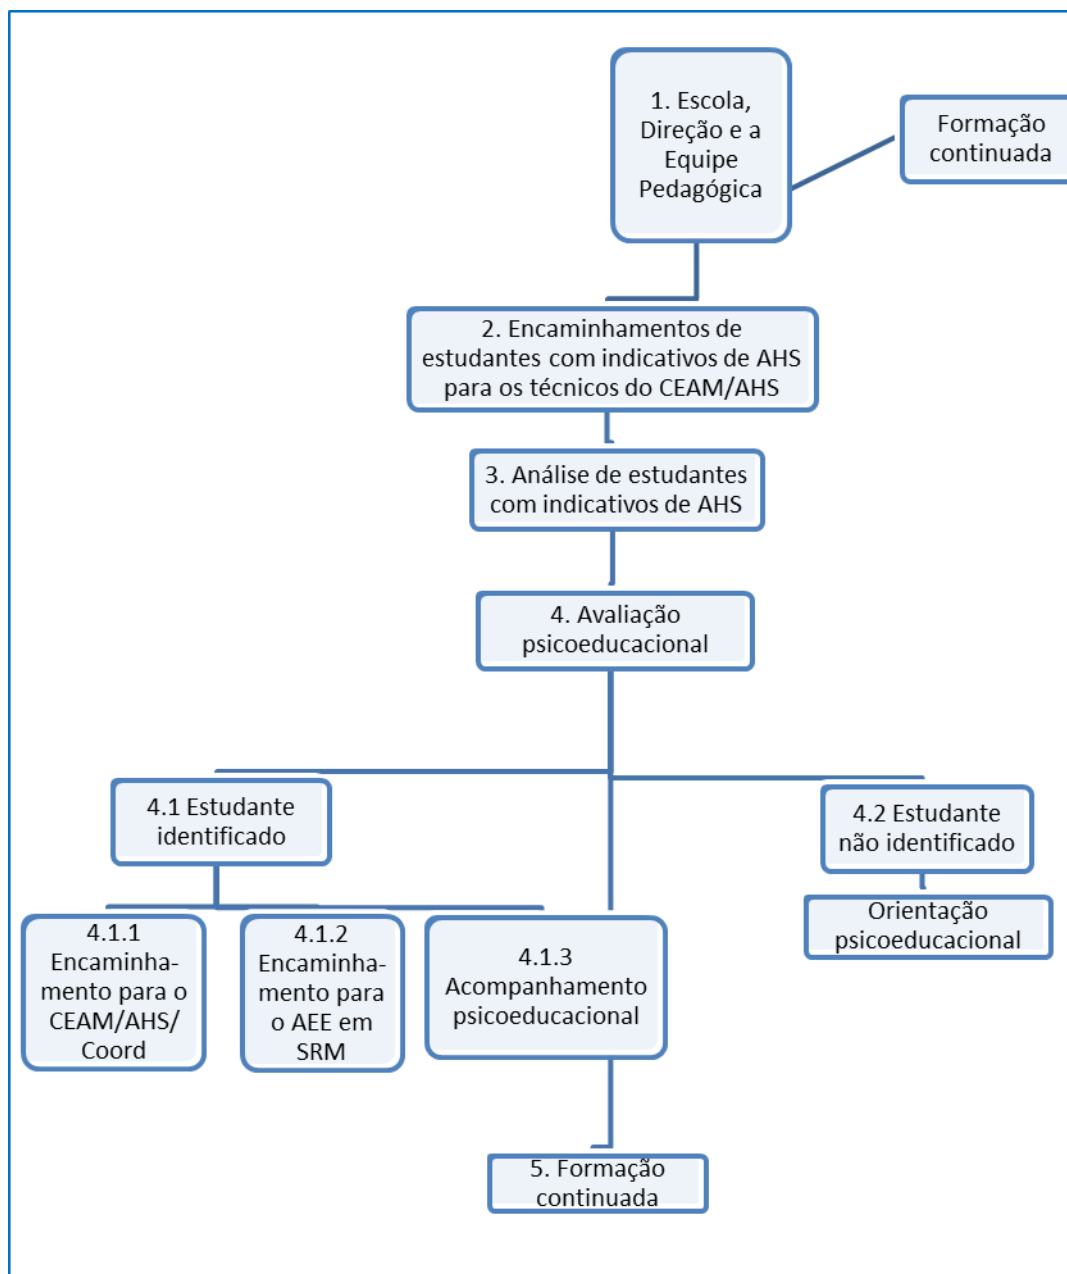 1. Escola,
Direção e a
Equipe
Pedagógica
Formação
continuada
2. Encaminhamentos de
estudantes com indicativos de AHS
para os técnicos do CEAM/AHS
3. Análise de estudantes
com indicativos de AHS
4. Avaliação
psicoeducacional
4.1 Estudante
identificado
4.2 Estudante
não identificado
4.1.1
Encaminha-
mento para o
CEAM/AHS/
Coord
4.1.2
Encaminha-
mento para
o AEE em
SRM
4.1.3
Acompanhamento
psicoeducacional
Orientação
psicoeducacional
5. Formação
continuada